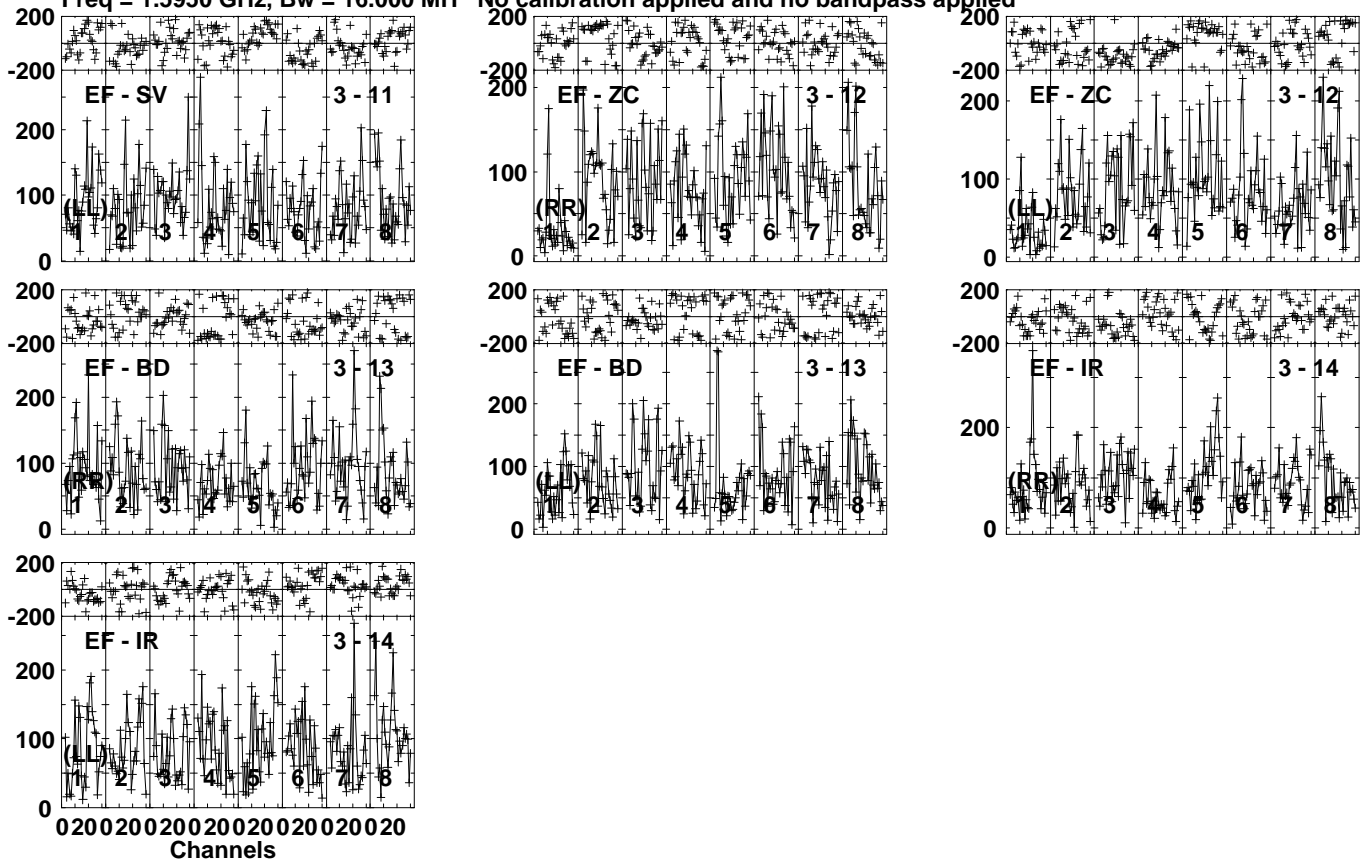 Freq = 1.5950 GHz, Bw = 16.000 MH No calibration applied and no bandpass applied
200
-200
EF - SV 3 - 11
200
100
0
(LL)
1 2 3 4 5 6 7 8
200
-200
EF - ZC 3 - 12
200
100
0
(RR)
1 2 3 4 5 6 7 8
200
-200
EF - ZC 3 - 12
200
100
0
(LL)
1 2 3 4 5 6 7 8
200
-200
EF - BD 3 - 13
200
100
0
(RR)
1 2 3 4 5 6 7 8
200
-200
EF - BD 3 - 13
200
100
0
(LL)
1 2 3 4 5 6 7 8
200
-200
EF - IR 3 - 14
200
0
(RR)
1 2 3 4 5 6 7 8
200
-200
EF - IR 3 - 14
200
100
0
(LL)
1 2 3 4 5 6 7 8
0 20 0 20 0 20 0 20 0 20 0 20 0 20 0 20
Channels